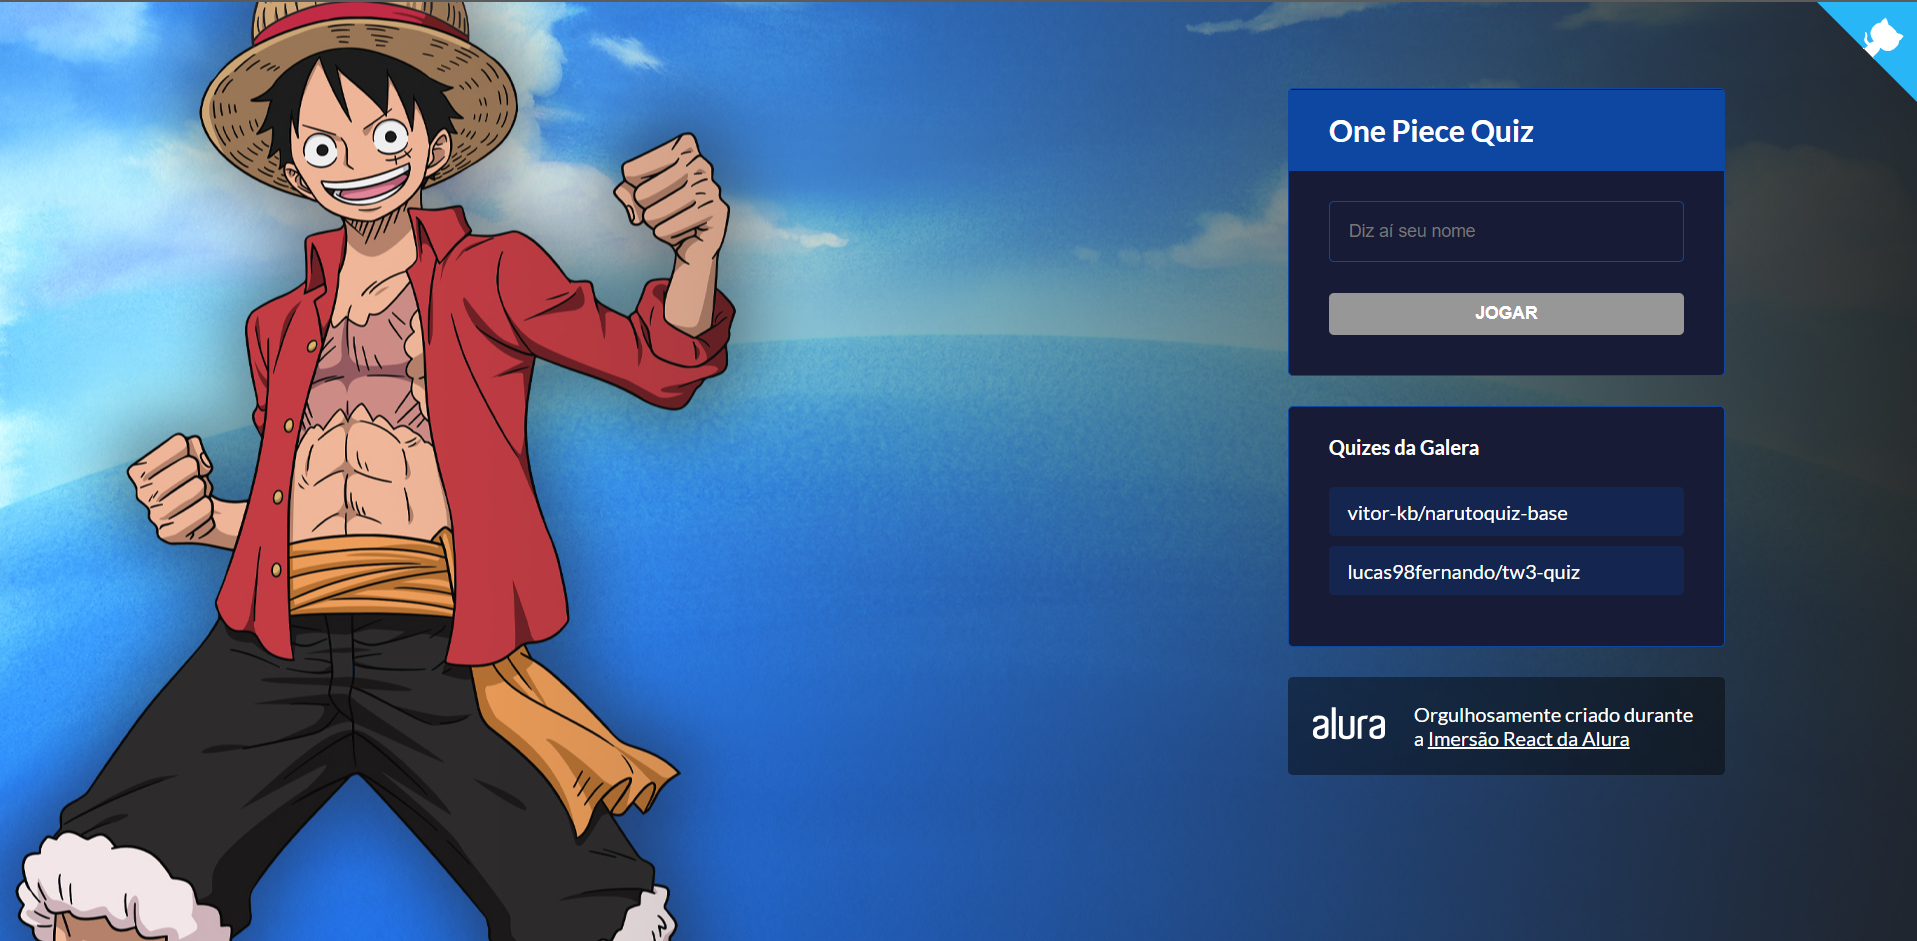 One Piece Quiz
Diz aí seu nome
JOGAR
Quizes da Galera
vitor-kb/narutoquiz-base
lucas98fernando/tw3-quiz
alura
Orgulhosamente criado durante
a Imersão React da Alura